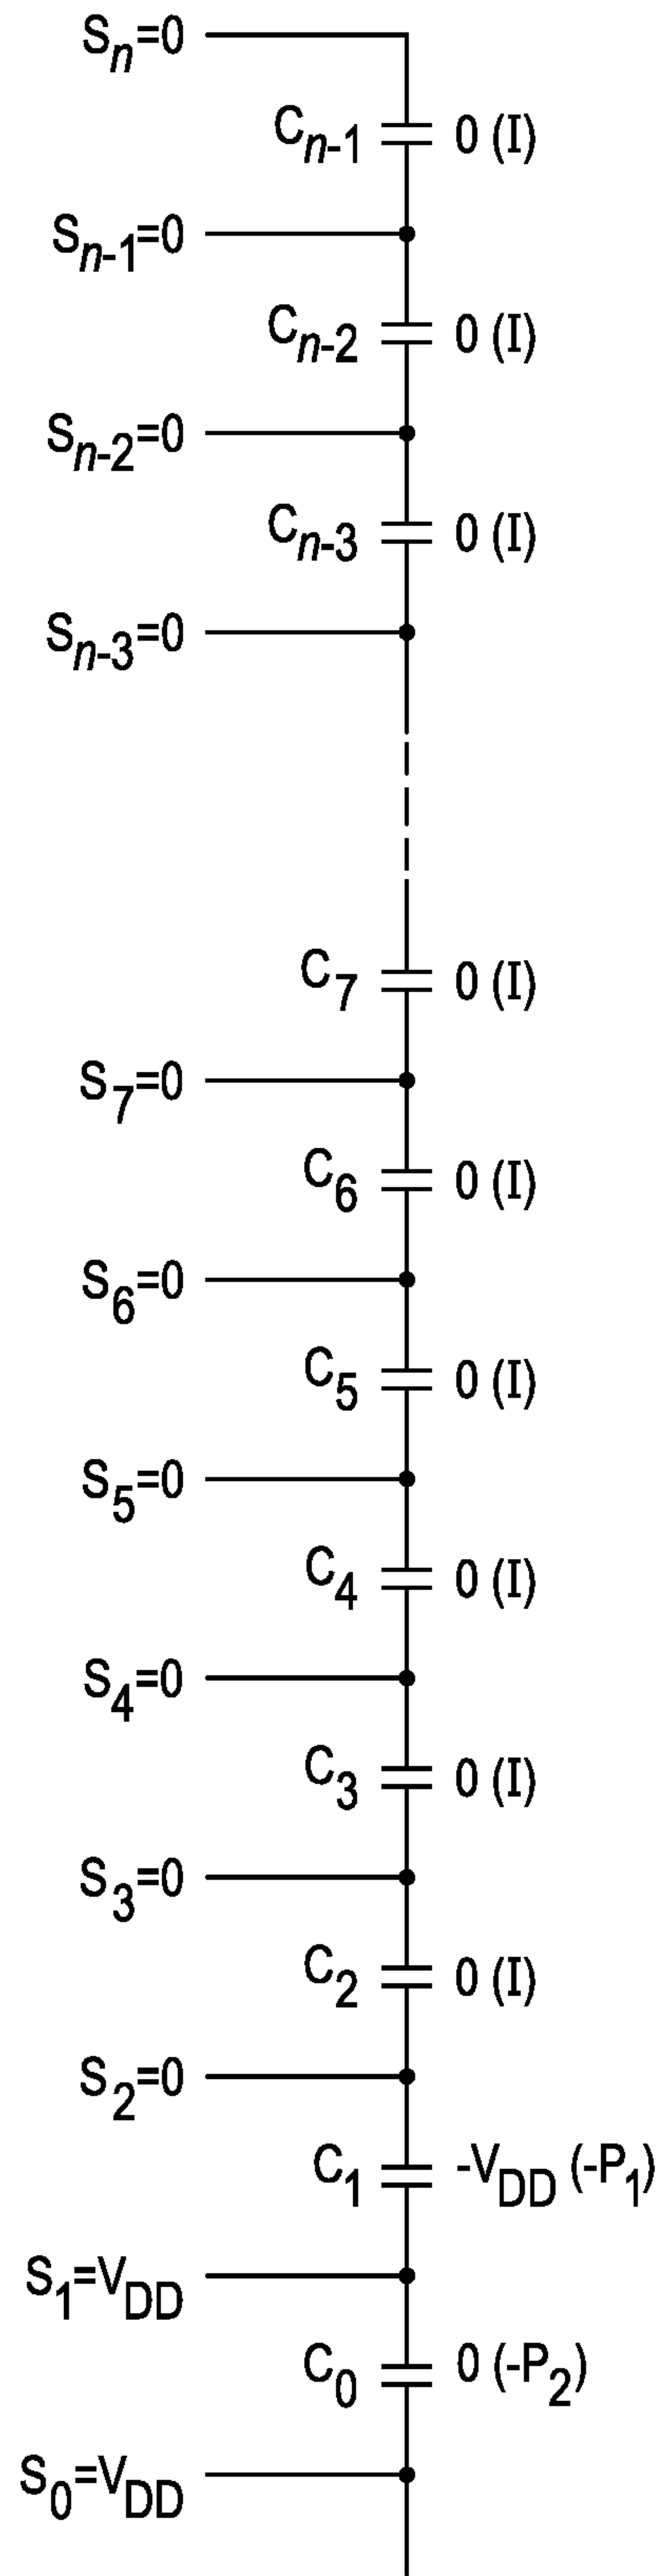 Sn=0
Cn-1 0 (I)
Sn-1=0
Cn-2 0 (I)
Sn-2=0
Cn-3 0 (I)
Sn-3=0
C7 0 (I)
S7=0
C6 0 (I)
S6=0
C5 0 (I)
S5=0
C4 0 (I)
S4=0
C3 0 (I)
S3=0
C2 0 (I)
S2=0
C1 -VDD (-P1)
S1=VDD
C0 0 (-P2)
S0=VDD